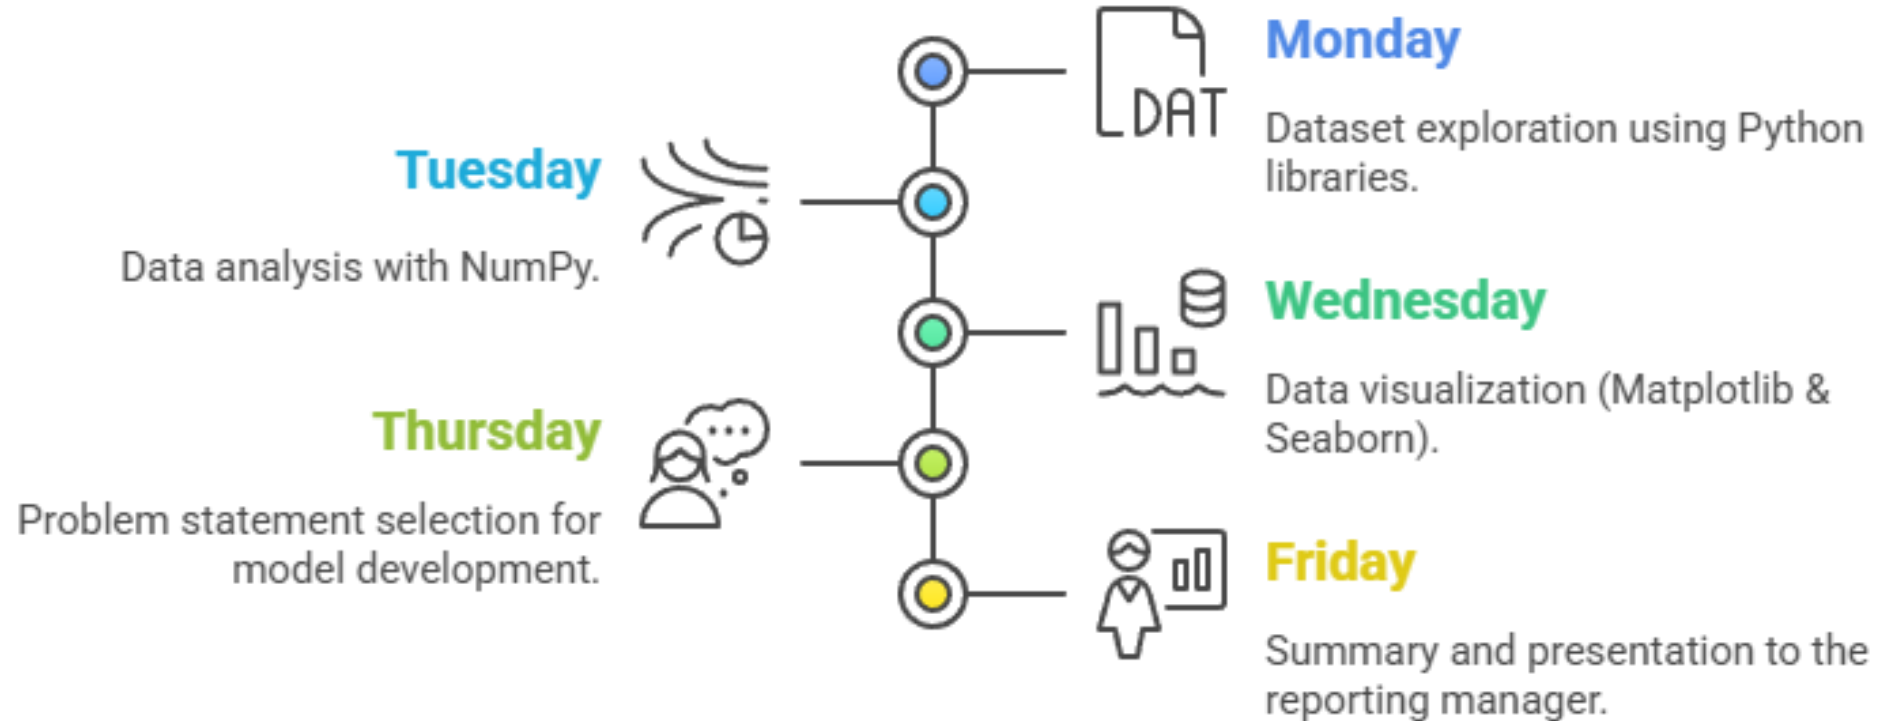 Monday
DAT
Dataset exploration using Python
libraries.
Tuesday
Data analysis with NumPy.
Wednesday
Data visualization (Matplotlib &
Seaborn).
Thursday
Problem statement selection for
model development.
Friday
Summary and presentation to the
reporting manager.